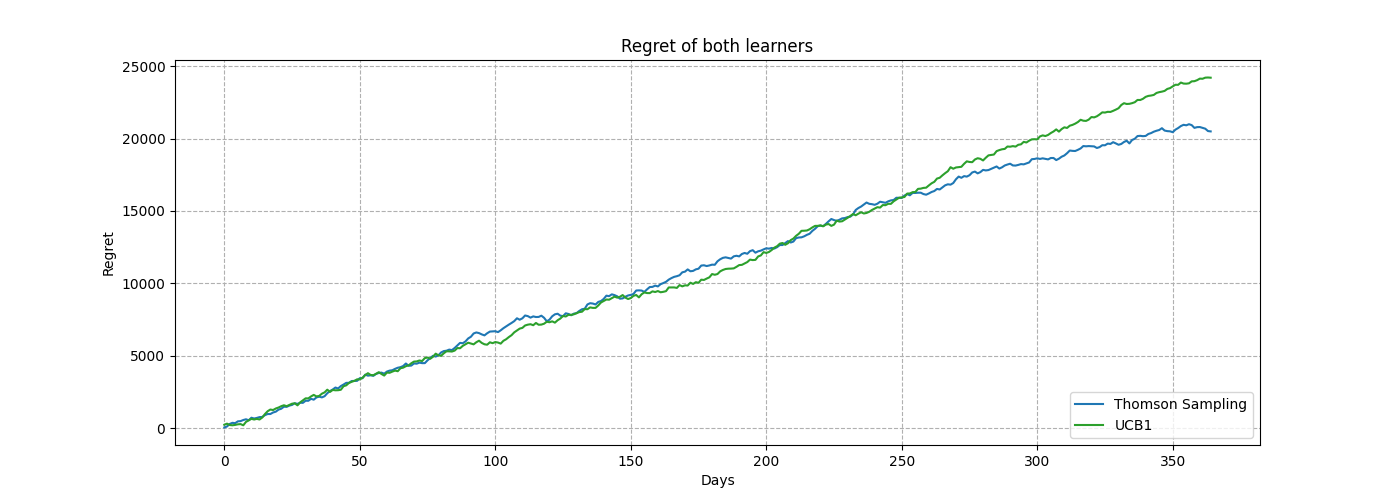 Regret of both learners
25000
20000
15000
10000
5000
0
Regret
0 50 100 150 200 250 300 350
Days
Thomson Sampling
UCB1